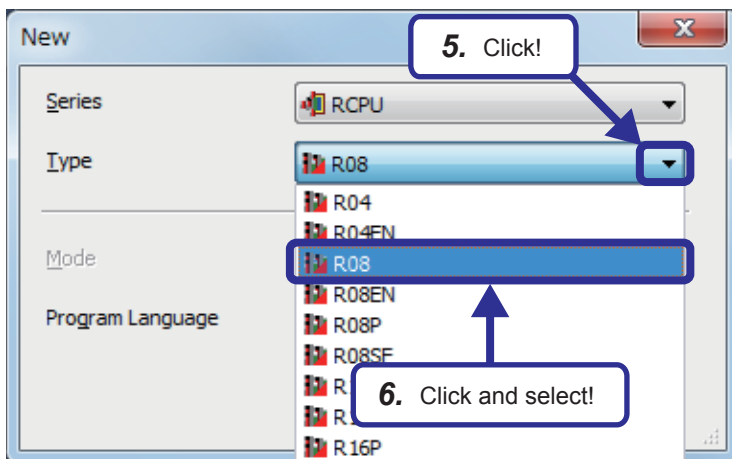 New
5. Click!
Series
RCPU
Type
R08
R04
R04EN
Mode
R08
R08EN
Program Language
R08P
R08SF
6. Click and select!
R16P